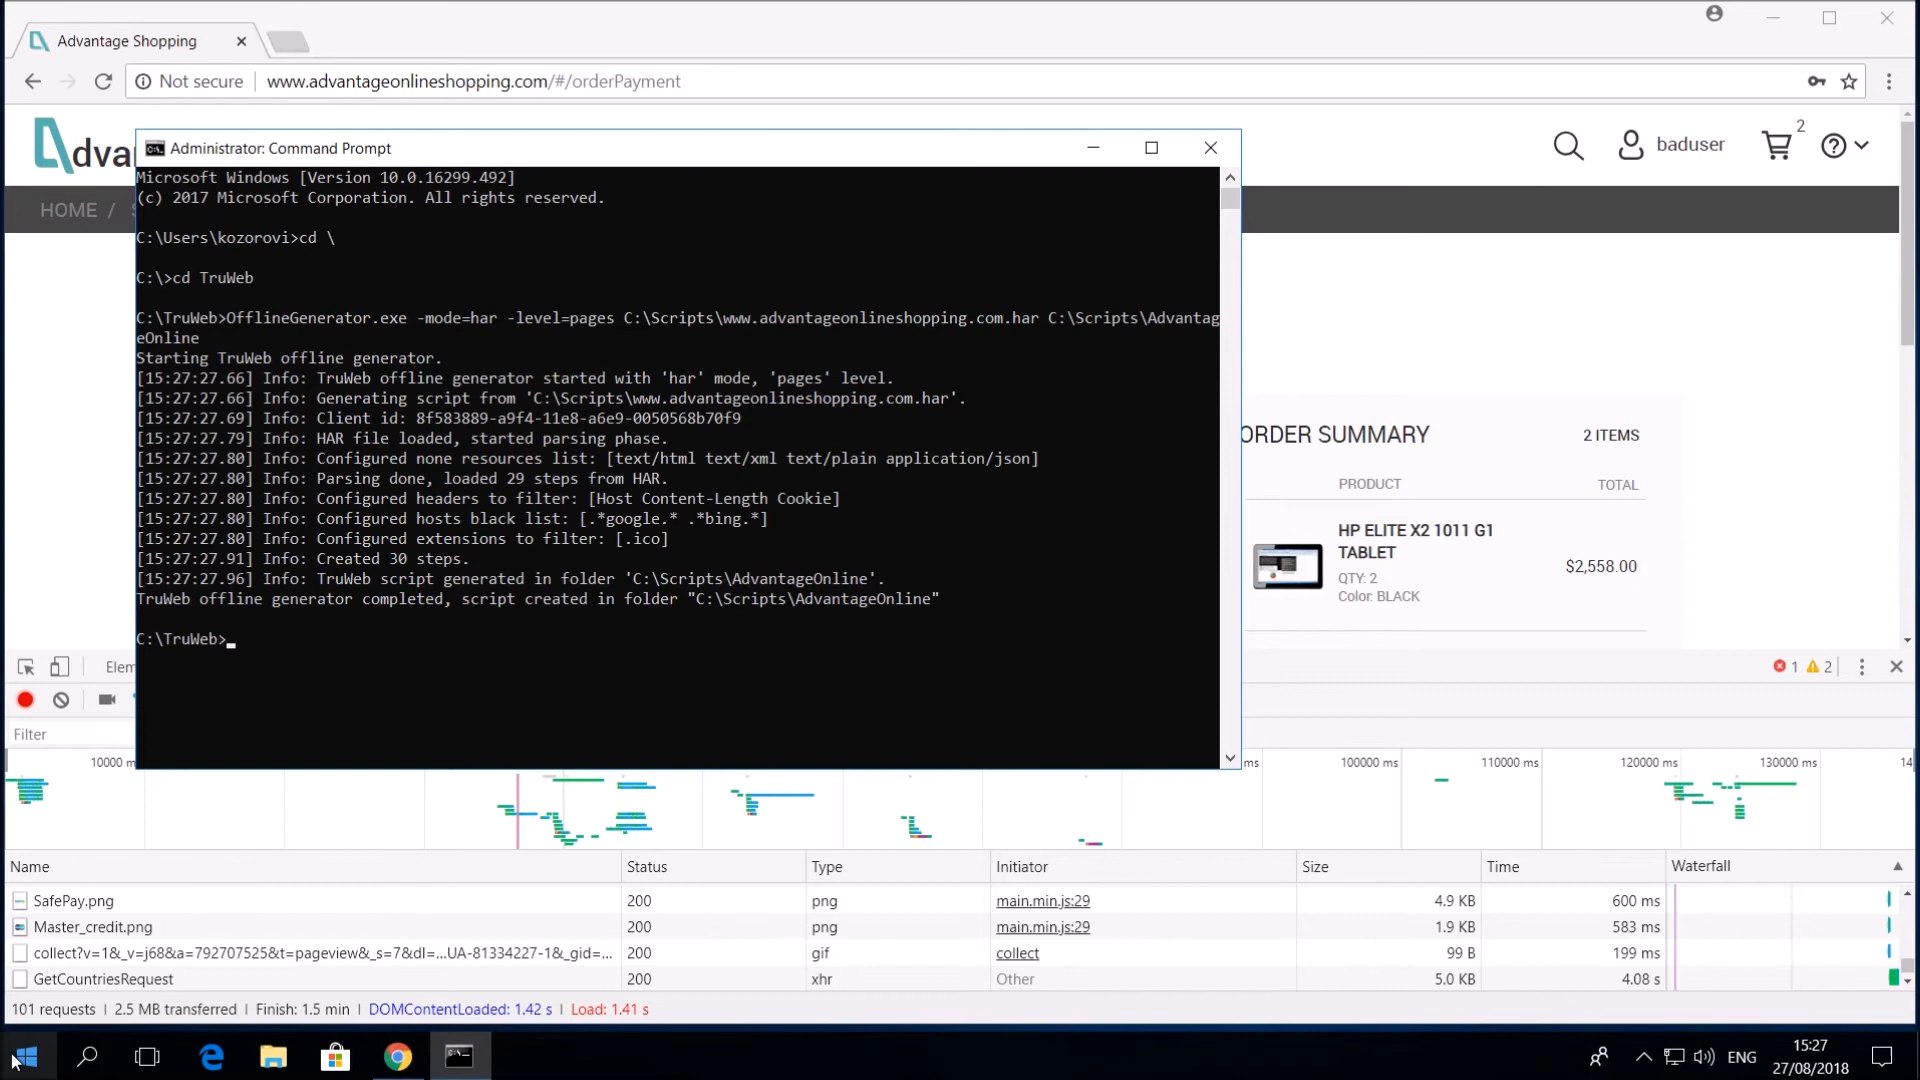 Advantage Shopping
Not secure
www.advantageonlineshopping.com/#/orderPayment
dva
2
baduser
HOME /
Administrator: Command Prompt
Microsoft Windows [Version 10.0.16299.492]
(c) 2017 Microsoft Corporation. All rights reserved.
C:\Users\kozorovi>cd \
C:\>cd TruWeb
C:\TruWeb>OfflineGenerator.exe -mode=har -level=pages C:\Scripts\www.advantageonlineshopping.com.har C:\Scripts\Advantag
eOnline
Starting TruWeb offline generator.
[15:27:27.66] Info: TruWeb offline generator started with 'har' mode, 'pages' level.
[15:27:27.66] Info: Generating script from 'C:\Scripts\www.advantageonlineshopping.com.har'.
[15:27:27.69] Info: Client id: 8f583889-a9f4-11e8-a6e9-0050568b70f9
[15:27:27.79] Info: HAR file loaded, started parsing phase.
[15:27:27.80] Info: Configured none resources list: [text/html text/xml text/plain application/json]
[15:27:27.80] Info: Parsing done, loaded 29 steps from HAR.
[15:27:27.80] Info: Configured headers to filter: [Host Content-Length Cookie]
[15:27:27.80] Info: Configured hosts black list: [.*google.* .*bing.*]
[15:27:27.80] Info: Configured extensions to filter: [.ico]
[15:27:27.91] Info: Created 30 steps.
[15:27:27.96] Info: TruWeb script generated in folder 'C:\Scripts\AdvantageOnline'.
TruWeb offline generator completed, script created in folder "C:\Scripts\AdvantageOnline"
C:\TruWeb>
ORDER SUMMARY 2 ITEMS
PRODUCT TOTAL
HP ELITE X2 1011 G1
TABLET
$2,558.00
QTY: 2
Color: BLACK
Elem
1 2
Filter
10000 m ms 100000 ms 110000 ms 120000 ms 130000 ms 14
Name Status Type Initiator Size Time Waterfall
SafePay.png 200 png main.min.js:29 4.9 KB 600 ms
Master_credit.png 200 png main.min.js:29 1.9 KB 583 ms
collect?v=1&_v=j68&a=792707525&t=pageview&_s=7&dl=...UA-81334227-1&_gid=... 200 gif collect 99 B 199 ms
GetCountriesRequest 200 xhr Other 5.0 KB 4.08 s
101 requests | 2.5 MB transferred | Finish: 1.5 min | DOMContentLoaded: 1.42 s | Load: 1.41 s
ENG
15:27
27/08/2018